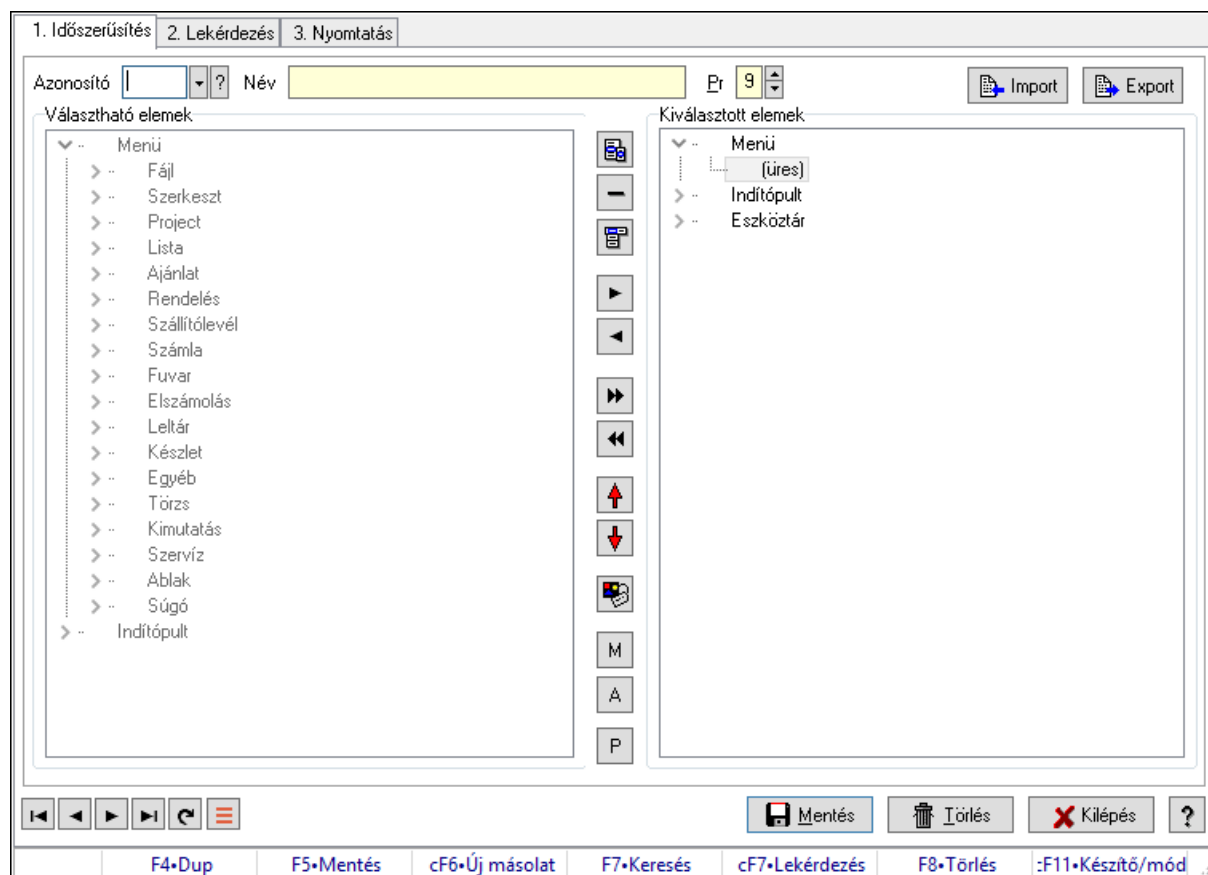 1. Időszerűsítés 2. Lekérdezés 3. Nyomtatás
Azonosító ? Név Pr 9 Import Export
Választható elemek
Menü
Fájl
Szerkeszt
Project
Lista
Ajánlat
Rendelés
Szállítólevél
Számla
Fuvar
Elszámolás
Leltár
Készlet
Egyéb
Törzs
Kimutatás
Szervíz
Ablak
Súgó
Indítópult
M
A
P
Kiválasztott elemek
Menü
(üres)
Indítópult
Eszköztár
Mentés Törlés Kilépés ?
F4•Dup F5•Mentés cF6•Új másolat F7•Keresés cF7•Lekérdezés F8•Törlés :F11•Készítő/mód